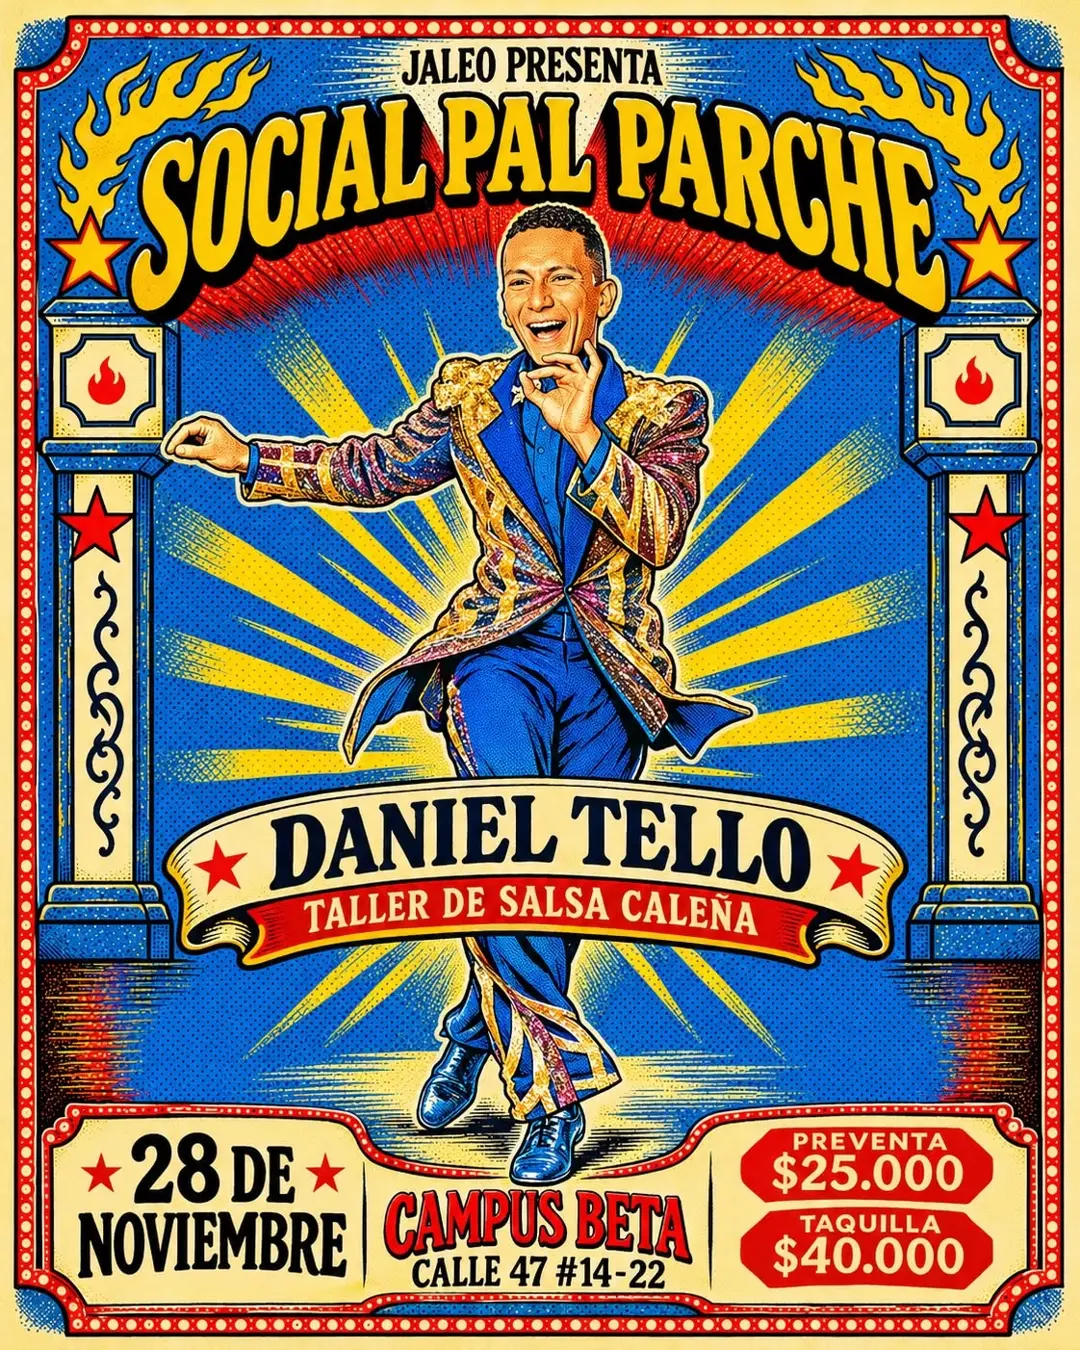 JALEO PRESENTA
SOCIAL PAL PARCHE
DANIEL TELLO
TALLER DE SALSA CALEÑA
28 DE
NOVIEMBRE
CAMPUS BETA
CALLE 47 #14-22
PREVENTA
$25.000
TAQUILLA
$40.000